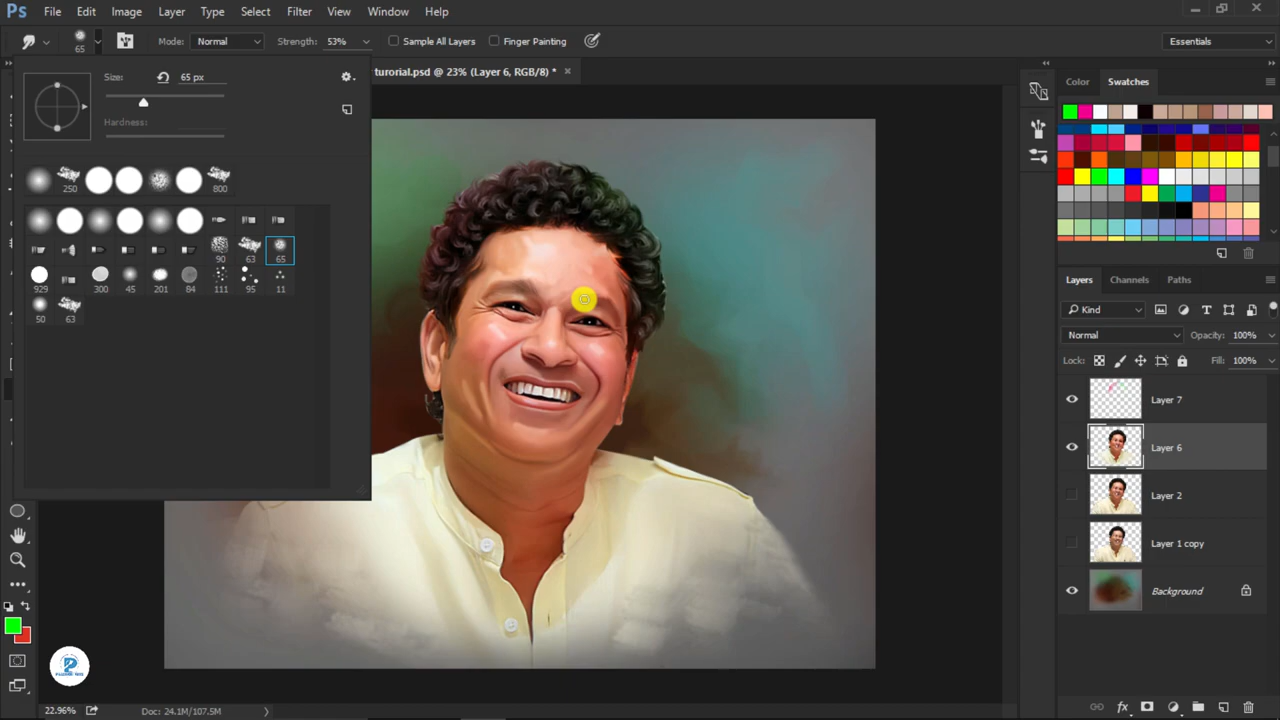 Ps File Edit Image Layer Type Select Filter View Window Help
65 Mode: Normal Strength: 53% Sample All Layers Finger Painting Essentials
turorial.psd @ 23% (Layer 6, RGB/8) * ×
Size: 65 px
Hardness:
250 800
90 63 65
929 300 45 201 84 111 95 11
50 63
Color Swatches
Layers Channels Paths
Kind
Normal Opacity: 100%
Lock: Fill: 100%
Layer 7
Layer 6
Layer 2
Layer 1 copy
Background
22.96% Doc: 24.1M/107.5M